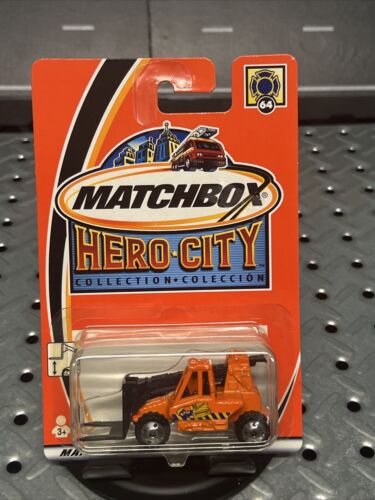 64
MATCHBOX®
HERO·CITY
COLLECTION·COLECCIÓN
3+